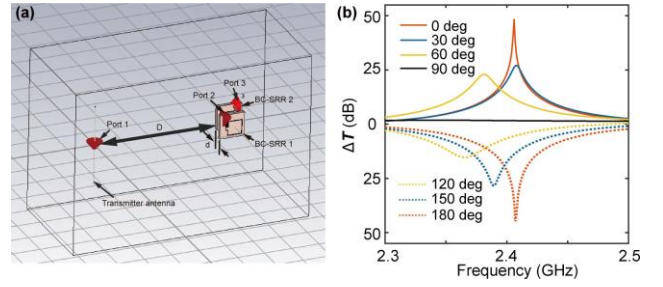 (a)
Port 3
Port 2
BC-SRR 2
Port 1
D
d
BC-SRR 1
Transmitter antenna
(b)
50
25
0
25
50
ΔT (dB)
0 deg
30 deg
60 deg
90 deg
120 deg
150 deg
180 deg
2.3
2.4
2.5
Frequency (GHz)